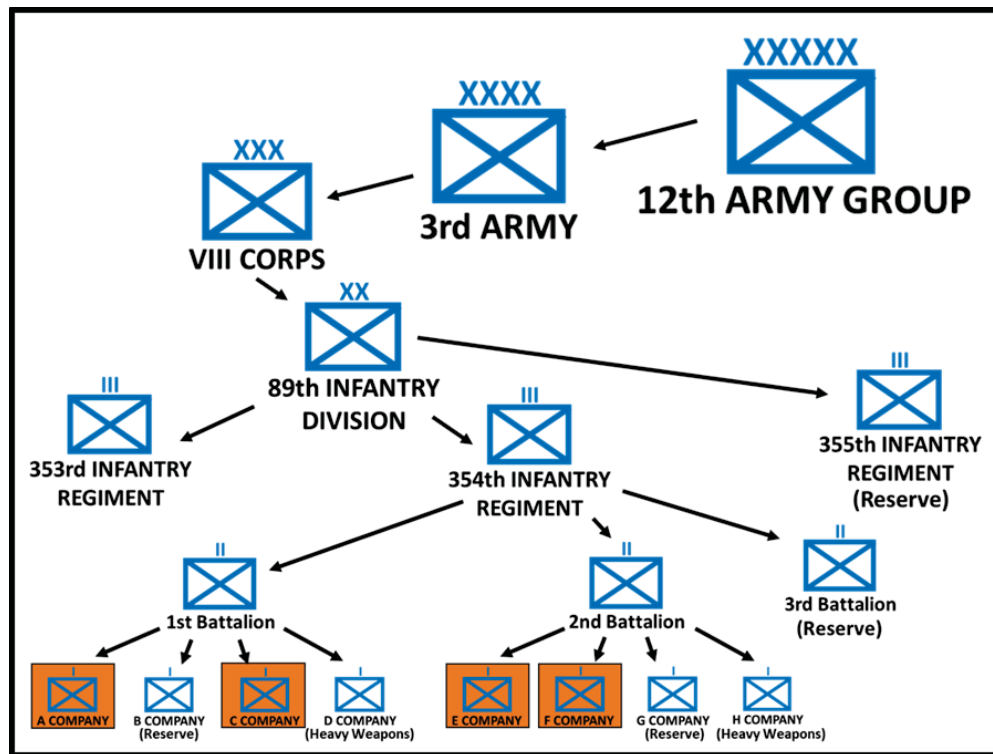 XXXXX
12th ARMY GROUP
XXXX
3rd ARMY
XXX
VIII CORPS
XX
89th INFANTRY
DIVISION
III
353rd INFANTRY
REGIMENT
III
354th INFANTRY
REGIMENT
III
355th INFANTRY
REGIMENT
(Reserve)
II
1st Battalion
II
2nd Battalion
II
3rd Battalion
(Reserve)
I
A COMPANY
I
B COMPANY
(Reserve)
I
C COMPANY
I
D COMPANY
(Heavy Weapons)
I
E COMPANY
I
F COMPANY
I
G COMPANY
(Reserve)
I
H COMPANY
(Heavy Weapons)